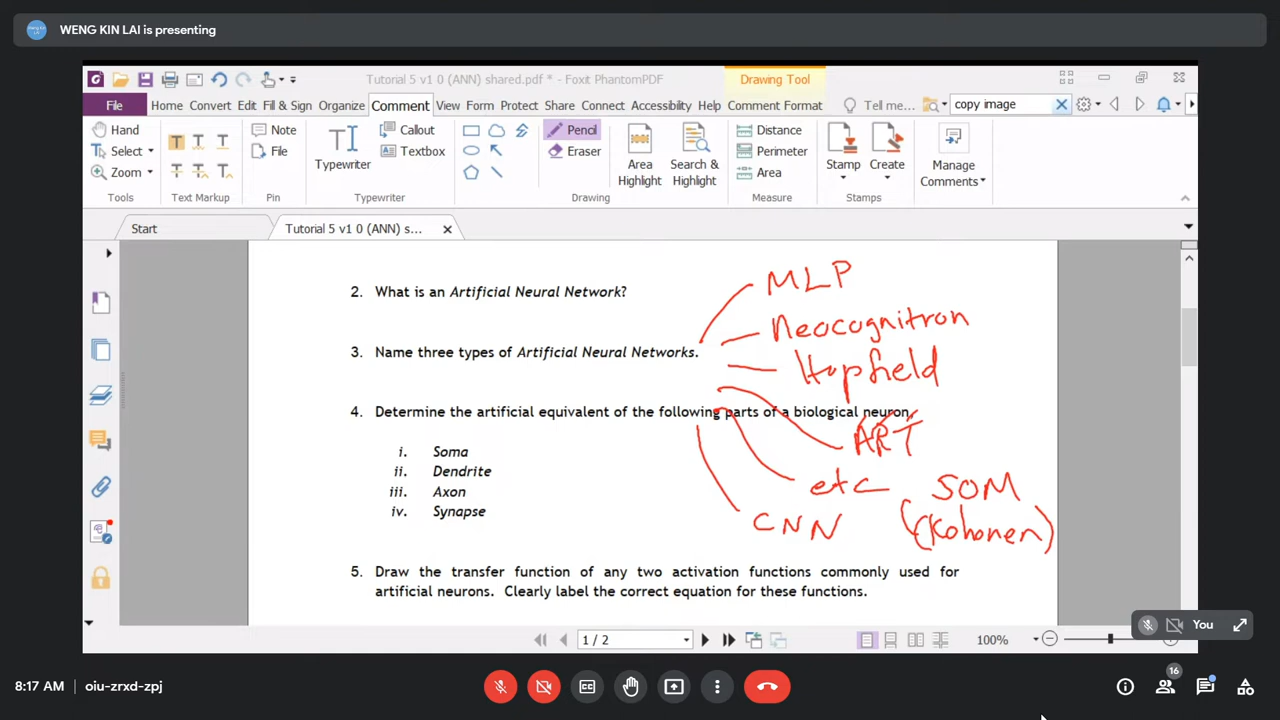 WENG KIN LAI is presenting
Tutorial 5 v1 0 (ANN) shared.pdf * - Foxit PhantomPDF
Drawing Tool
File Home Convert Edit Fill & Sign Organize Comment View Form Protect Share Connect Accessibility Help Comment Format Tell me... copy image
Hand
Select
Zoom
Tools
Text Markup
Note
File
Pin
Typewriter
Callout
Textbox
Typewriter
Pencil
Eraser
Area Highlight
Search & Highlight
Drawing
Distance
Perimeter
Area
Measure
Stamp
Create
Stamps
Manage Comments
Start
Tutorial 5 v1 0 (ANN) s...
MLP
2. What is an Artificial Neural Network?
Neocognitron
3. Name three types of Artificial Neural Networks.
Hopfield
4. Determine the artificial equivalent of the following parts of a biological neuron.
ART
i. Soma
ii. Dendrite
iii. Axon
iv. Synapse
etc SOM
CNN (Kohonen)
5. Draw the transfer function of any two activation functions commonly used for
artificial neurons. Clearly label the correct equation for these functions.
You
1 / 2
100%
8:17 AM | oiu-zrxd-zpj
16